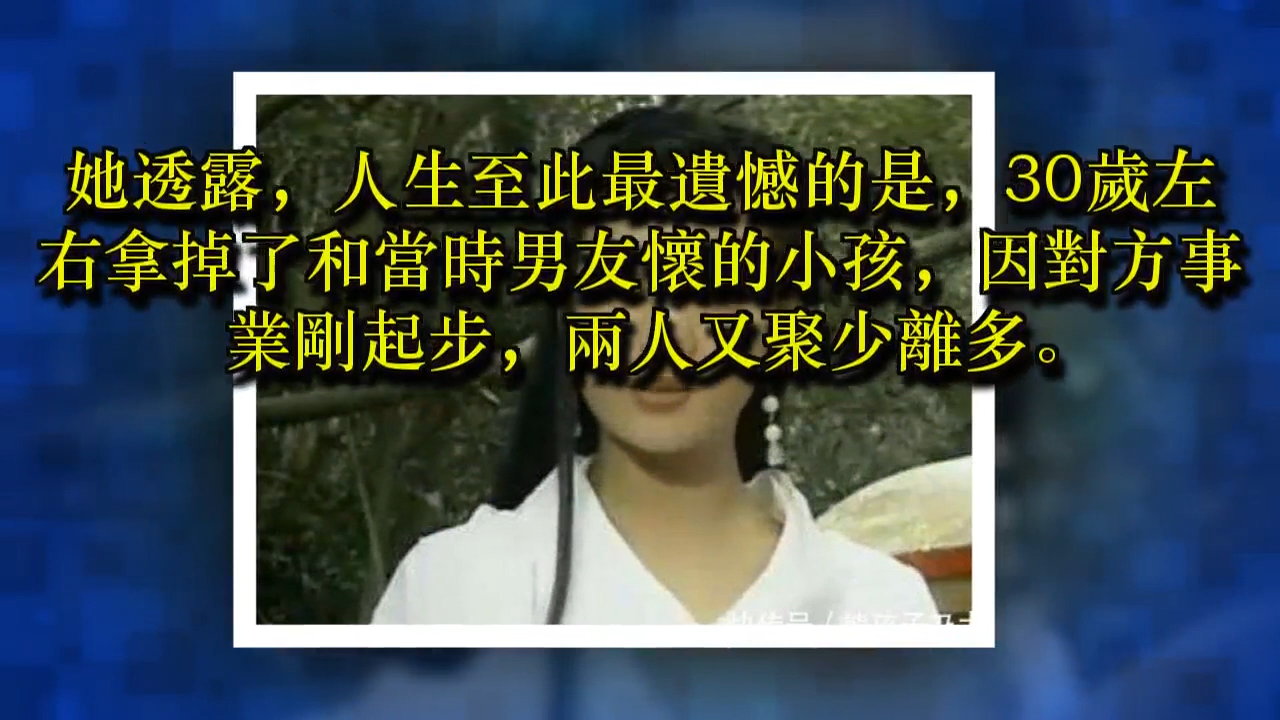 她透露，人生至此最遺憾的是，30歲左
右拿掉了和當時男友懷的小孩，因對方事
業剛起步，兩人又聚少離多。